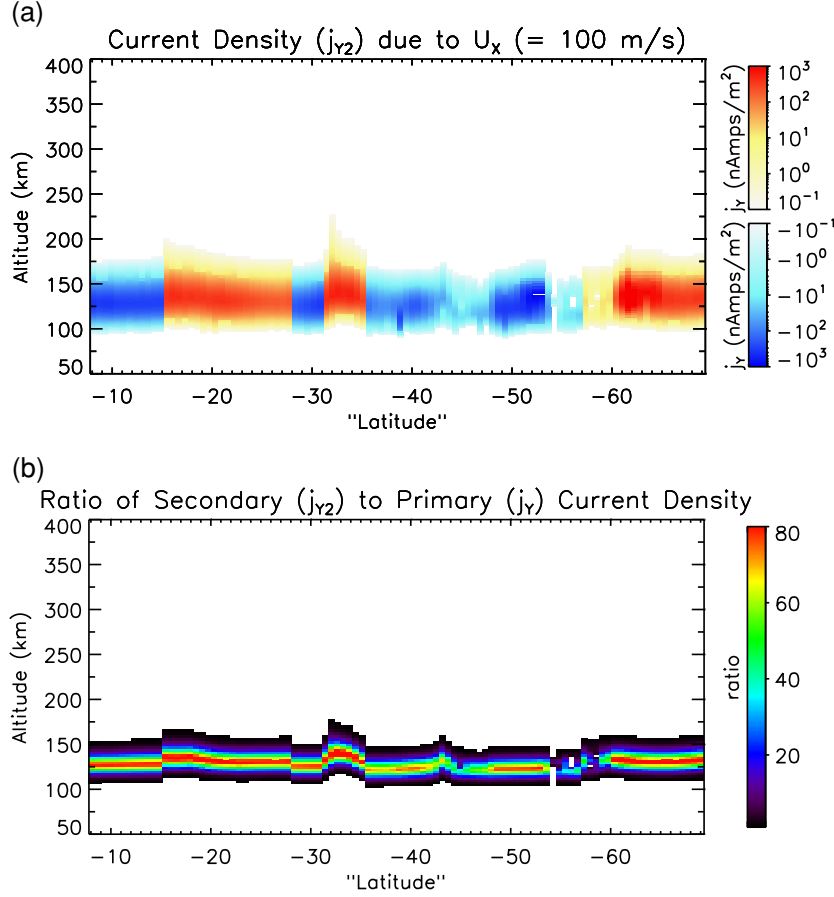 (a)
Current Density (jY2) due to UX (= 100 m/s)
400
350
300
250
200
150
100
50
Altitude (km)
−10 −20 −30 −40 −50 −60
"Latitude"
jY (nAmps/m²)
10³
10²
10¹
10⁰
10⁻¹
jY (nAmps/m²)
−10⁻¹
−10⁰
−10¹
−10²
−10³
(b)
Ratio of Secondary (jY2) to Primary (jY) Current Density
400
350
300
250
200
150
100
50
Altitude (km)
−10 −20 −30 −40 −50 −60
"Latitude"
ratio
80
60
40
20